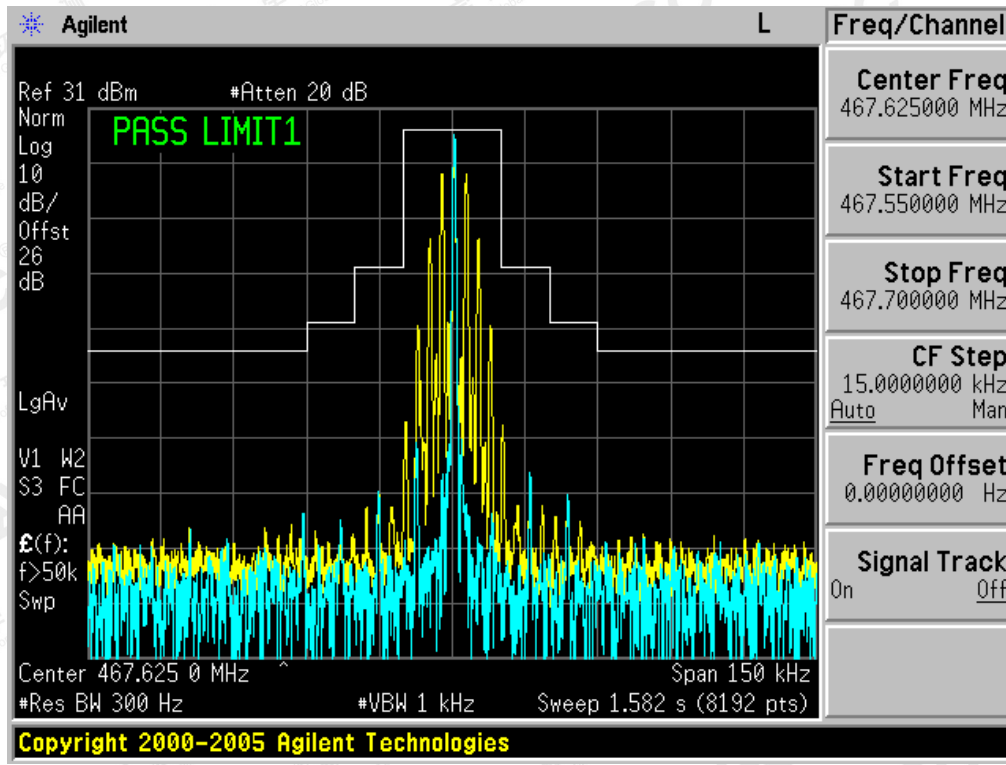 Agilent
L
Freq/Channel
Ref 31 dBm
#Atten 20 dB
Norm
Log
10
dB/
Offst
26
dB
PASS LIMIT1
LgAv
V1 W2
S3 FC
AA
£(f):
f>50k
Swp
Center 467.625 0 MHz ^
Span 150 kHz
#Res BW 300 Hz
#VBW 1 kHz
Sweep 1.582 s (8192 pts)
Center Freq
467.625000 MHz
Start Freq
467.550000 MHz
Stop Freq
467.700000 MHz
CF Step
15.0000000 kHz
Auto Man
Freq Offset
0.00000000 Hz
Signal Track
On Off
Copyright 2000-2005 Agilent Technologies